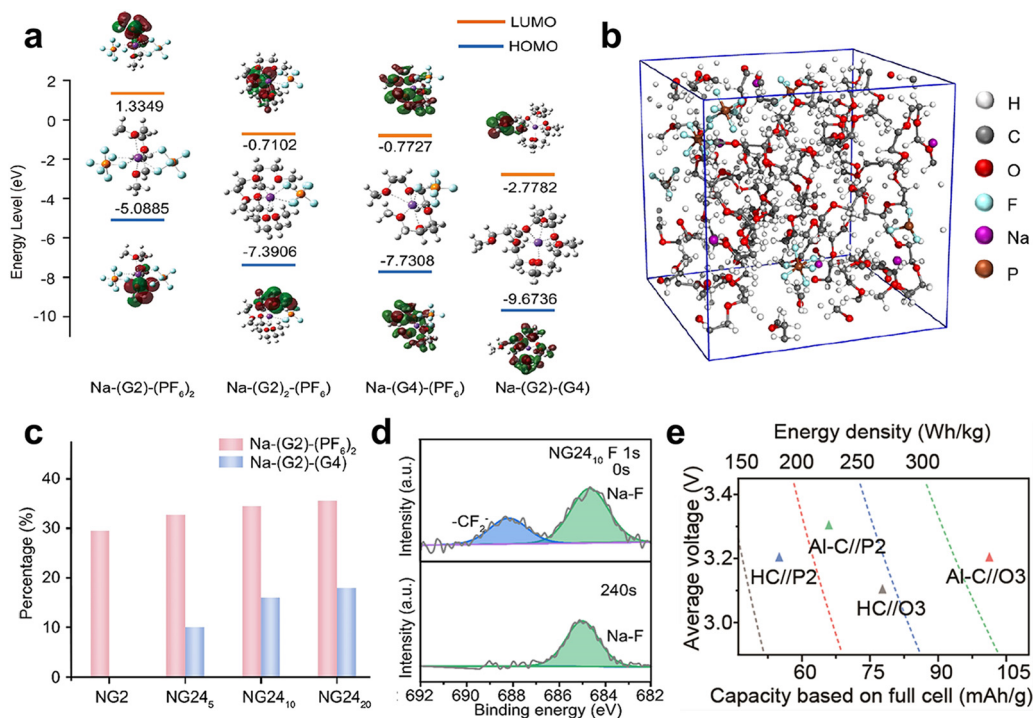 a
LUMO
HOMO
Energy Level (eV)
2
0
-2
-4
-6
-8
-10
1.3349
-5.0885
-0.7102
-7.3906
-0.7727
-7.7308
-2.7782
-9.6736
Na-(G2)-(PF₆)₂
Na-(G2)₂-(PF₆)
Na-(G4)-(PF₆)
Na-(G2)-(G4)
b
H
C
O
F
Na
P
c
Na-(G2)-(PF₆)₂
Na-(G2)-(G4)
Percentage (%)
40
30
20
10
0
NG2
NG24₅
NG24₁₀
NG24₂₀
d
NG24₁₀ F 1s
0s
Na-F
-CF₂⁻
Intensity (a.u.)
240s
Na-F
Intensity (a.u.)
692 690 688 686 684 682
Binding energy (eV)
e
Energy density (Wh/kg)
150 200 250 300
Average voltage (V)
3.4
3.2
3.0
Al-C//P2
HC//P2
HC//O3
Al-C//O3
60 75 90 105
Capacity based on full cell (mAh/g)